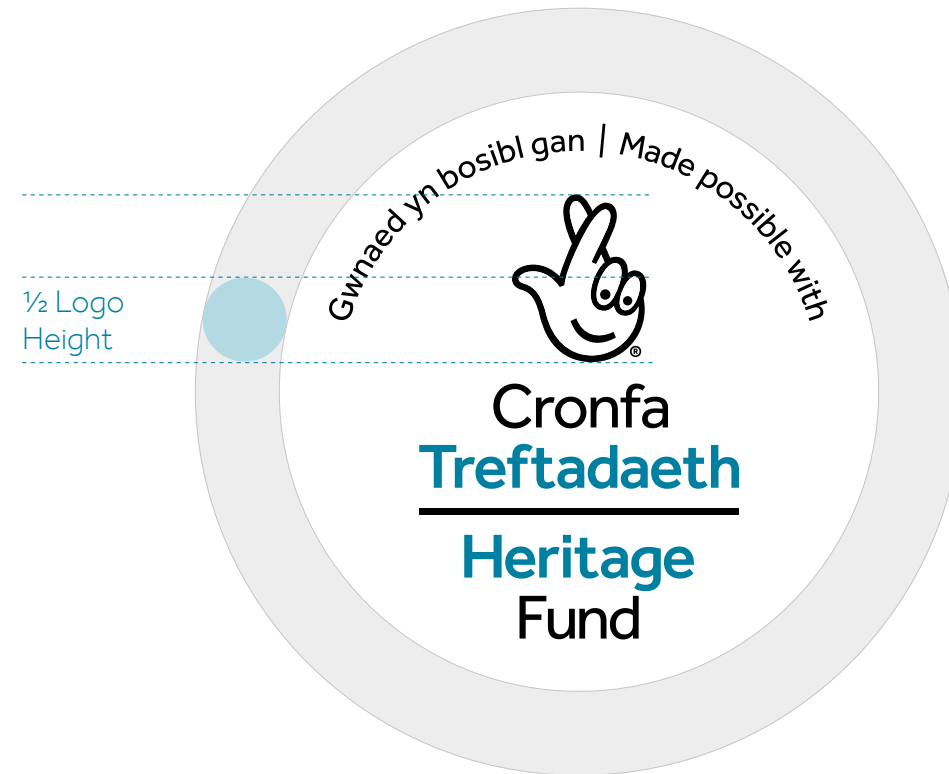 Gwnaed yn bosibl gan | Made possible with
½ Logo
Height
®
Cronfa
Treftadaeth
Heritage
Fund